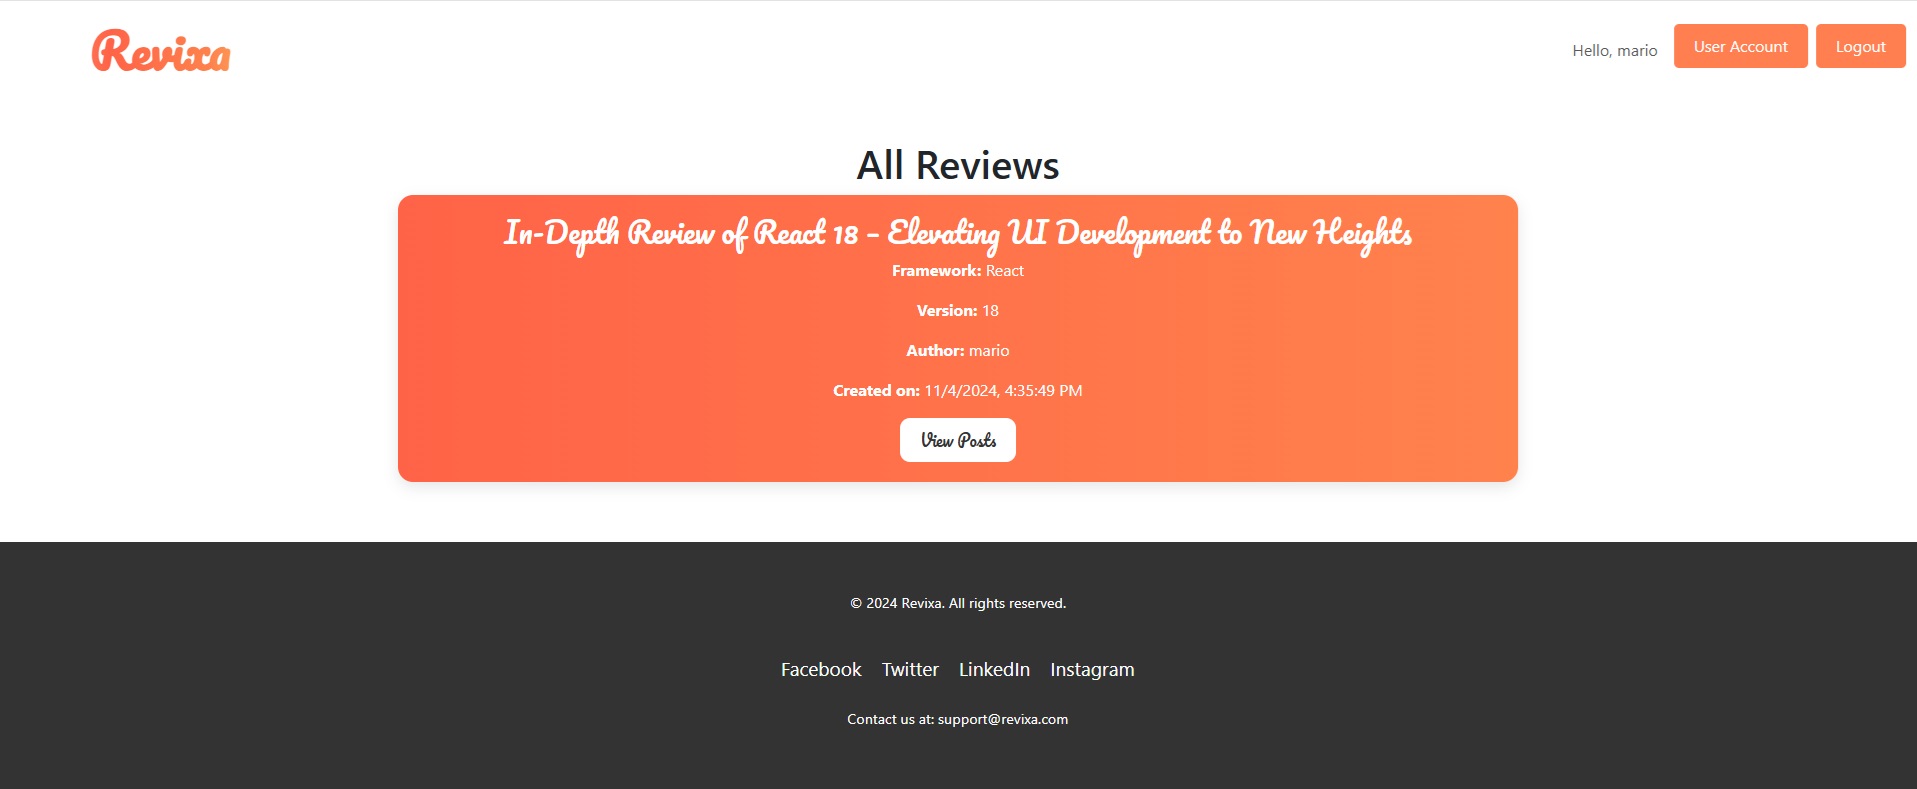 Revixa
Hello, mario
User Account
Logout
All Reviews
In-Depth Review of React 18 – Elevating UI Development to New Heights
Framework: React
Version: 18
Author: mario
Created on: 11/4/2024, 4:35:49 PM
View Posts
© 2024 Revixa. All rights reserved.
Facebook Twitter LinkedIn Instagram
Contact us at: support@revixa.com